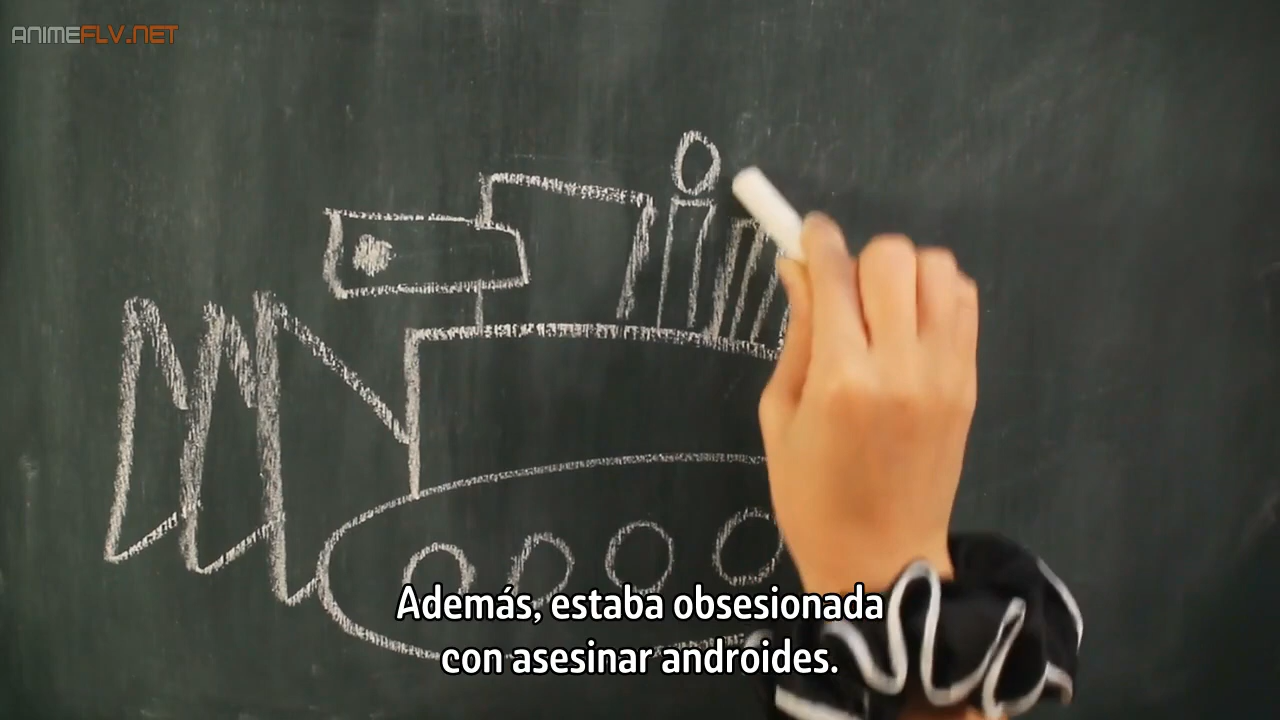 ANIMEFLV.NET
Además, estaba obsesionada
con asesinar androides.